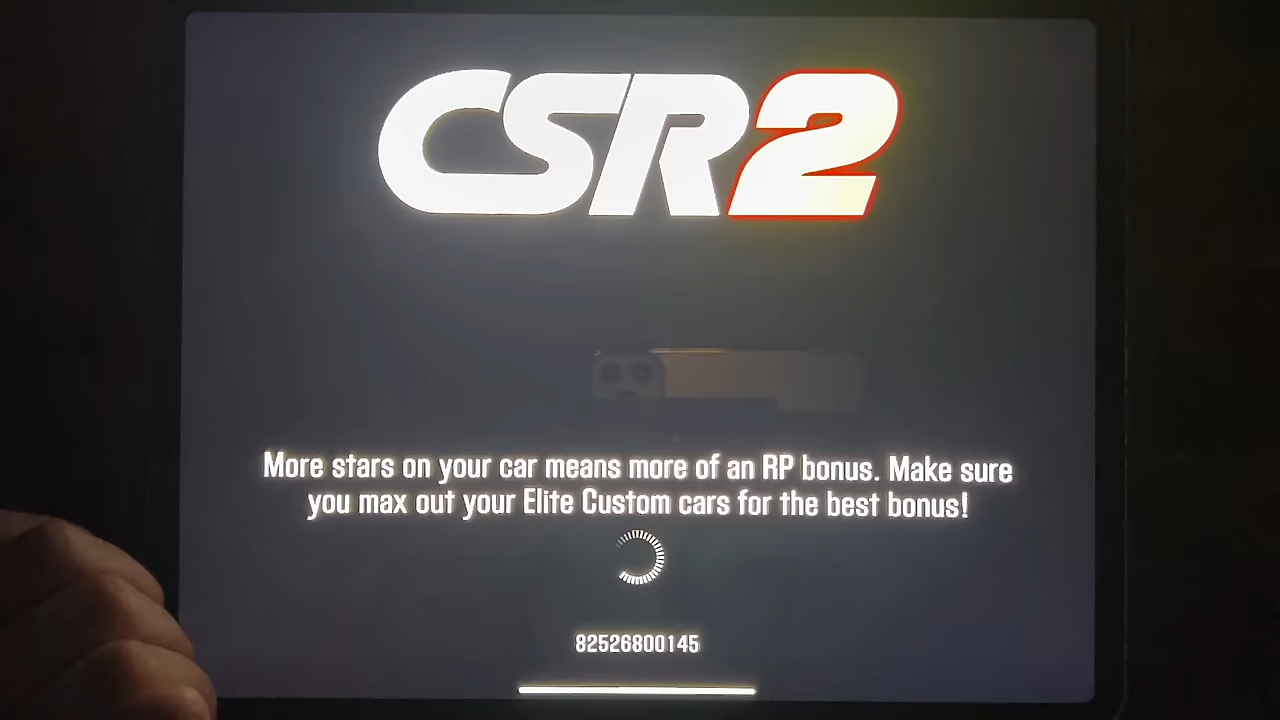 CSR2
More stars on your car means more of an RP bonus. Make sure
you max out your Elite Custom cars for the best bonus!
82526800145